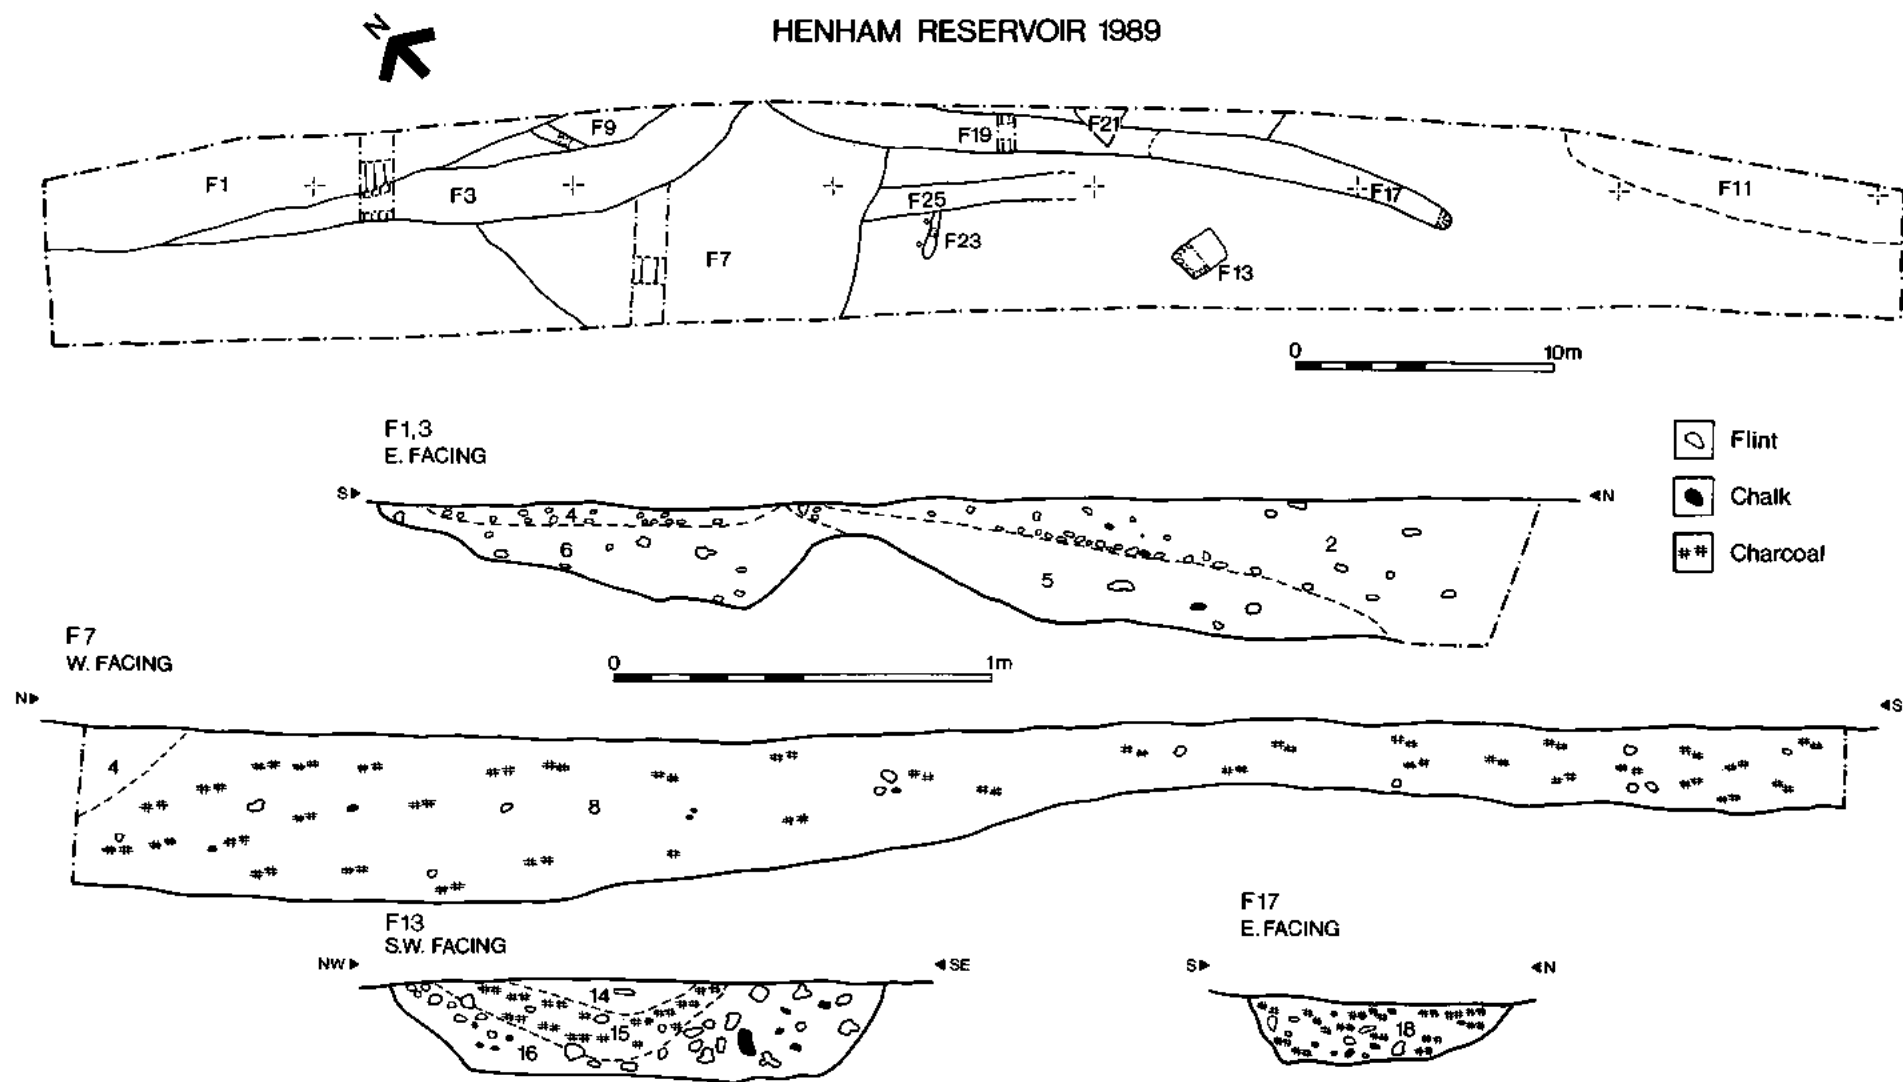 HENHAM RESERVOIR 1989
N
F1
F3
F9
F7
F19
F21
F25
F23
F17
F13
F11
0 10m
F1,3
E. FACING
S N
4
6
2
5
Flint
Chalk
Charcoal
F7
W. FACING
0 1m
N S
4
8
F13
S.W. FACING
NW SE
14
15
16
F17
E. FACING
S N
18